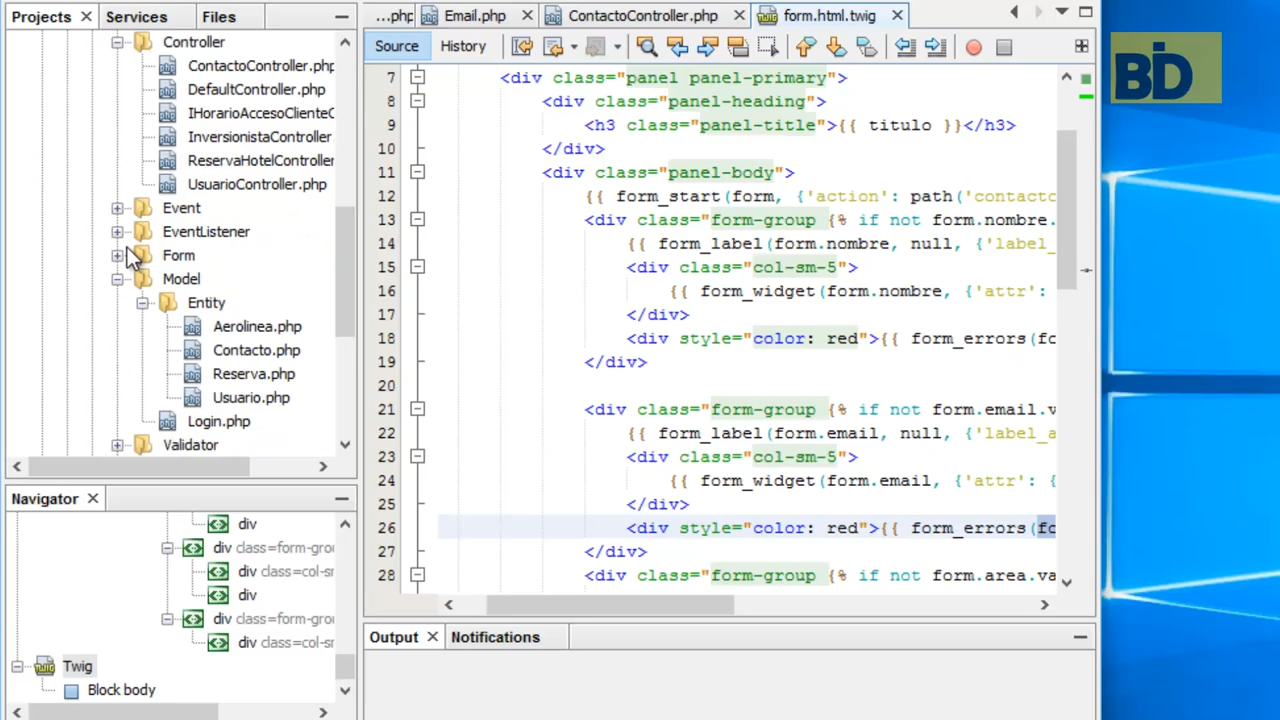 Projects
Services
Files
Controller
ContactoController.php
DefaultController.php
IHorarioAccesoClienteC
InversionistaController
ReservaHotelController
UsuarioController.php
Event
EventListener
Form
Model
Entity
Aerolinea.php
Contacto.php
Reserva.php
Usuario.php
Login.php
Validator
Navigator
div
div class=form-gro
div class=col-sm
div
div class=form-gro
div class=col-sm
Twig
Block body
...php
Email.php
ContactoController.php
form.html.twig
Source
History
7 <div class="panel panel-primary">
8 <div class="panel-heading">
9 <h3 class="panel-title">{{ titulo }}</h3>
10 </div>
11 <div class="panel-body">
12 {{ form_start(form, {'action': path('contacto
13 <div class="form-group {% if not form.nombre.
14 {{ form_label(form.nombre, null, {'label_
15 <div class="col-sm-5">
16 {{ form_widget(form.nombre, {'attr':
17 </div>
18 <div style="color: red">{{ form_errors(fo
19 </div>
20
21 <div class="form-group {% if not form.email.v
22 {{ form_label(form.email, null, {'label_a
23 <div class="col-sm-5">
24 {{ form_widget(form.email, {'attr': {
25 </div>
26 <div style="color: red">{{ form_errors(fo
27 </div>
28 <div class="form-group {% if not form.area.va
Output
Notifications
BID